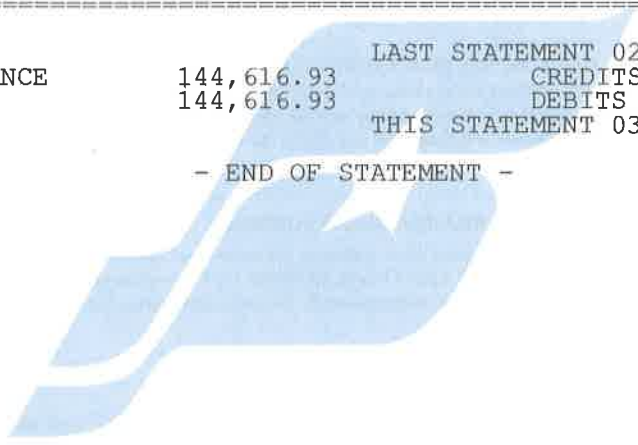 LAST STATEMENT 02
NCE 144,616.93 CREDITS
144,616.93 DEBITS
THIS STATEMENT 03
- END OF STATEMENT -